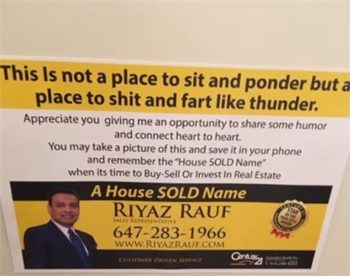 This Is not a place to sit and ponder but a
place to shit and fart like thunder.
Appreciate you giving me an opportunity to share some humor
and connect heart to heart.
You may take a picture of this and save it in your phone
and remember the "House SOLD Name"
when its time to Buy-Sell Or Invest In Real Estate
A House SOLD Name
RIYAZ RAUF
SALES REPRESENTATIVE
647-283-1966
WWW.RIYAZRAUF.COM
CUSTOMER DRIVEN SERVICE
Century 21